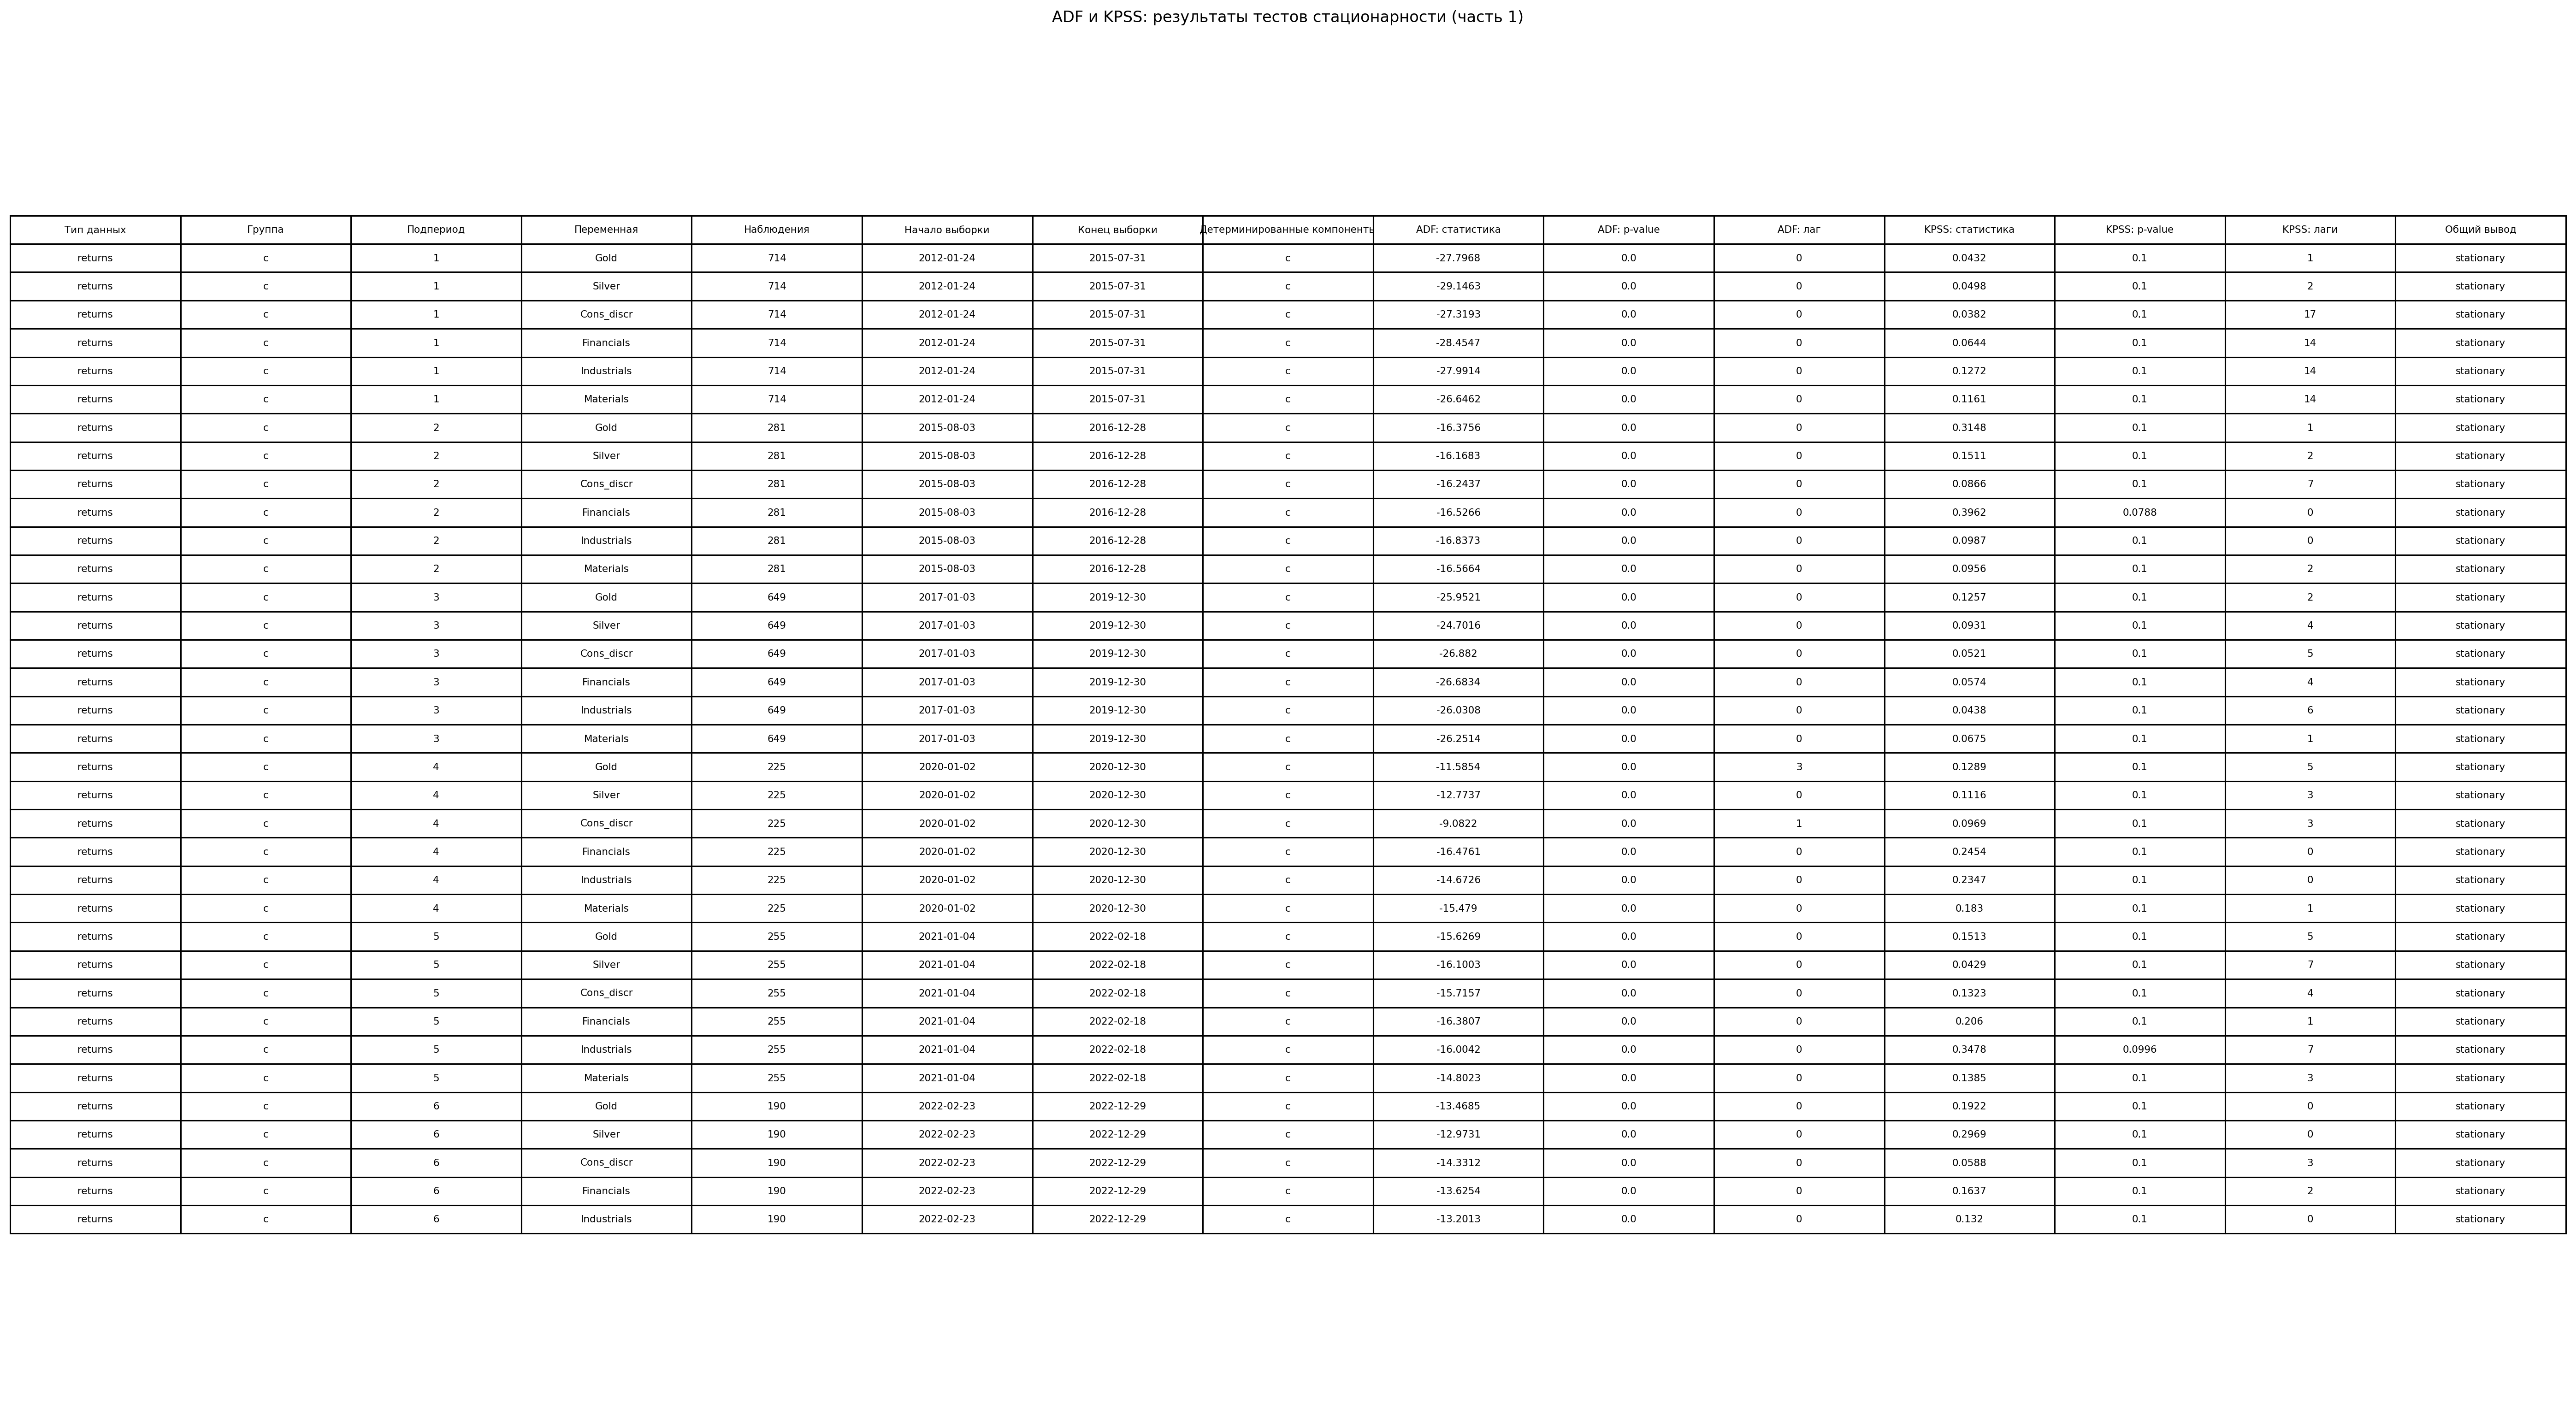 ADF и KPSS: результаты тестов стационарности (часть 1)
Тип данных Группа Подпериод Переменная Наблюдения Начало выборки Конец выборки Детерминированные компоненты ADF: статистика ADF: p-value ADF: лаг KPSS: статистика KPSS: p-value KPSS: лаги Общий вывод
returns c 1 Gold 714 2012-01-24 2015-07-31 c -27.7968 0.0 0 0.0432 0.1 1 stationary
returns c 1 Silver 714 2012-01-24 2015-07-31 c -29.1463 0.0 0 0.0498 0.1 2 stationary
returns c 1 Cons_discr 714 2012-01-24 2015-07-31 c -27.3193 0.0 0 0.0382 0.1 17 stationary
returns c 1 Financials 714 2012-01-24 2015-07-31 c -28.4547 0.0 0 0.0644 0.1 14 stationary
returns c 1 Industrials 714 2012-01-24 2015-07-31 c -27.9914 0.0 0 0.1272 0.1 14 stationary
returns c 1 Materials 714 2012-01-24 2015-07-31 c -26.6462 0.0 0 0.1161 0.1 14 stationary
returns c 2 Gold 281 2015-08-03 2016-12-28 c -16.3756 0.0 0 0.3148 0.1 1 stationary
returns c 2 Silver 281 2015-08-03 2016-12-28 c -16.1683 0.0 0 0.1511 0.1 2 stationary
returns c 2 Cons_discr 281 2015-08-03 2016-12-28 c -16.2437 0.0 0 0.0866 0.1 7 stationary
returns c 2 Financials 281 2015-08-03 2016-12-28 c -16.5266 0.0 0 0.3962 0.0788 0 stationary
returns c 2 Industrials 281 2015-08-03 2016-12-28 c -16.8373 0.0 0 0.0987 0.1 0 stationary
returns c 2 Materials 281 2015-08-03 2016-12-28 c -16.5664 0.0 0 0.0956 0.1 2 stationary
returns c 3 Gold 649 2017-01-03 2019-12-30 c -25.9521 0.0 0 0.1257 0.1 2 stationary
returns c 3 Silver 649 2017-01-03 2019-12-30 c -24.7016 0.0 0 0.0931 0.1 4 stationary
returns c 3 Cons_discr 649 2017-01-03 2019-12-30 c -26.882 0.0 0 0.0521 0.1 5 stationary
returns c 3 Financials 649 2017-01-03 2019-12-30 c -26.6834 0.0 0 0.0574 0.1 4 stationary
returns c 3 Industrials 649 2017-01-03 2019-12-30 c -26.0308 0.0 0 0.0438 0.1 6 stationary
returns c 3 Materials 649 2017-01-03 2019-12-30 c -26.2514 0.0 0 0.0675 0.1 1 stationary
returns c 4 Gold 225 2020-01-02 2020-12-30 c -11.5854 0.0 3 0.1289 0.1 5 stationary
returns c 4 Silver 225 2020-01-02 2020-12-30 c -12.7737 0.0 0 0.1116 0.1 3 stationary
returns c 4 Cons_discr 225 2020-01-02 2020-12-30 c -9.0822 0.0 1 0.0969 0.1 3 stationary
returns c 4 Financials 225 2020-01-02 2020-12-30 c -16.4761 0.0 0 0.2454 0.1 0 stationary
returns c 4 Industrials 225 2020-01-02 2020-12-30 c -14.6726 0.0 0 0.2347 0.1 0 stationary
returns c 4 Materials 225 2020-01-02 2020-12-30 c -15.479 0.0 0 0.183 0.1 1 stationary
returns c 5 Gold 255 2021-01-04 2022-02-18 c -15.6269 0.0 0 0.1513 0.1 5 stationary
returns c 5 Silver 255 2021-01-04 2022-02-18 c -16.1003 0.0 0 0.0429 0.1 7 stationary
returns c 5 Cons_discr 255 2021-01-04 2022-02-18 c -15.7157 0.0 0 0.1323 0.1 4 stationary
returns c 5 Financials 255 2021-01-04 2022-02-18 c -16.3807 0.0 0 0.206 0.1 1 stationary
returns c 5 Industrials 255 2021-01-04 2022-02-18 c -16.0042 0.0 0 0.3478 0.0996 7 stationary
returns c 5 Materials 255 2021-01-04 2022-02-18 c -14.8023 0.0 0 0.1385 0.1 3 stationary
returns c 6 Gold 190 2022-02-23 2022-12-29 c -13.4685 0.0 0 0.1922 0.1 0 stationary
returns c 6 Silver 190 2022-02-23 2022-12-29 c -12.9731 0.0 0 0.2969 0.1 0 stationary
returns c 6 Cons_discr 190 2022-02-23 2022-12-29 c -14.3312 0.0 0 0.0588 0.1 3 stationary
returns c 6 Financials 190 2022-02-23 2022-12-29 c -13.6254 0.0 0 0.1637 0.1 2 stationary
returns c 6 Industrials 190 2022-02-23 2022-12-29 c -13.2013 0.0 0 0.132 0.1 0 stationary